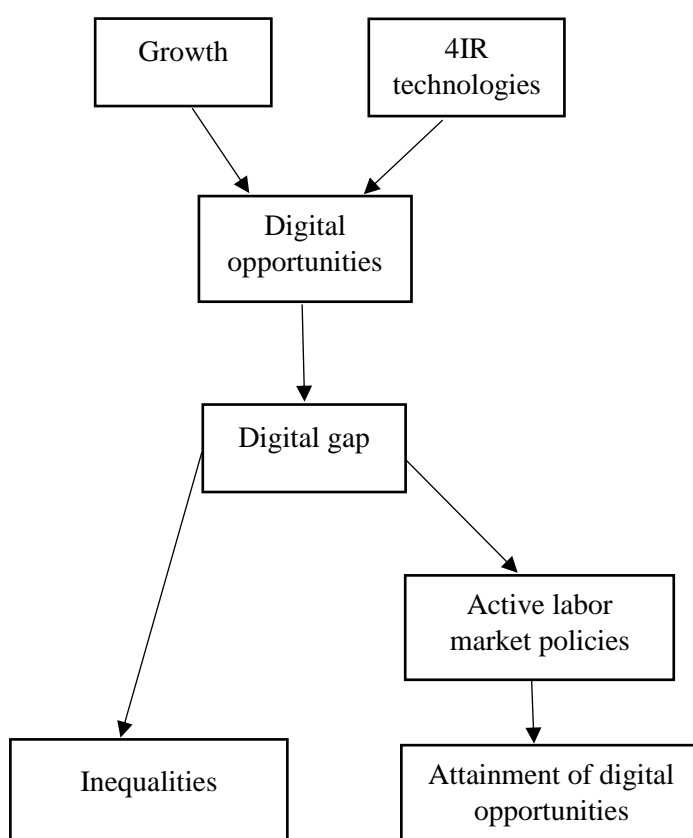 Growth
4IR
technologies
Digital
opportunities
Digital gap
Active labor
market policies
Inequalities
Attainment of digital
opportunities